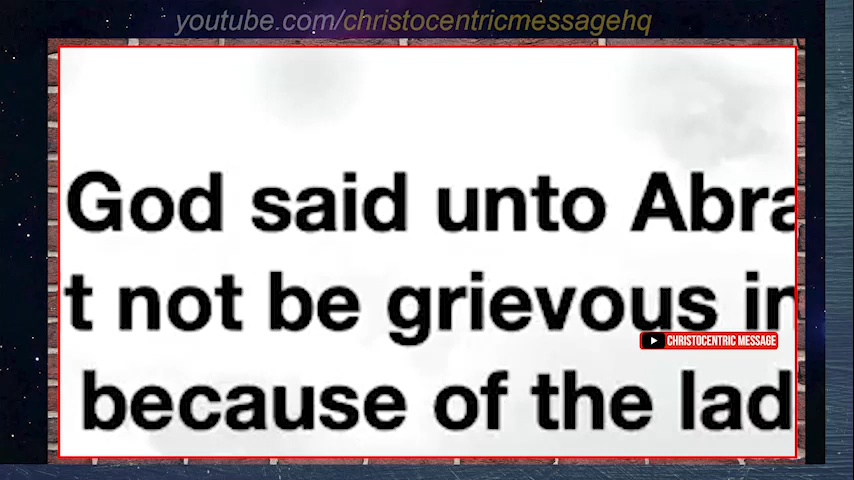 youtube.com/christocentricmessagehq
God said unto Abra
t not be grievous in
CHRISTOCENTRIC MESSAGE
because of the lad